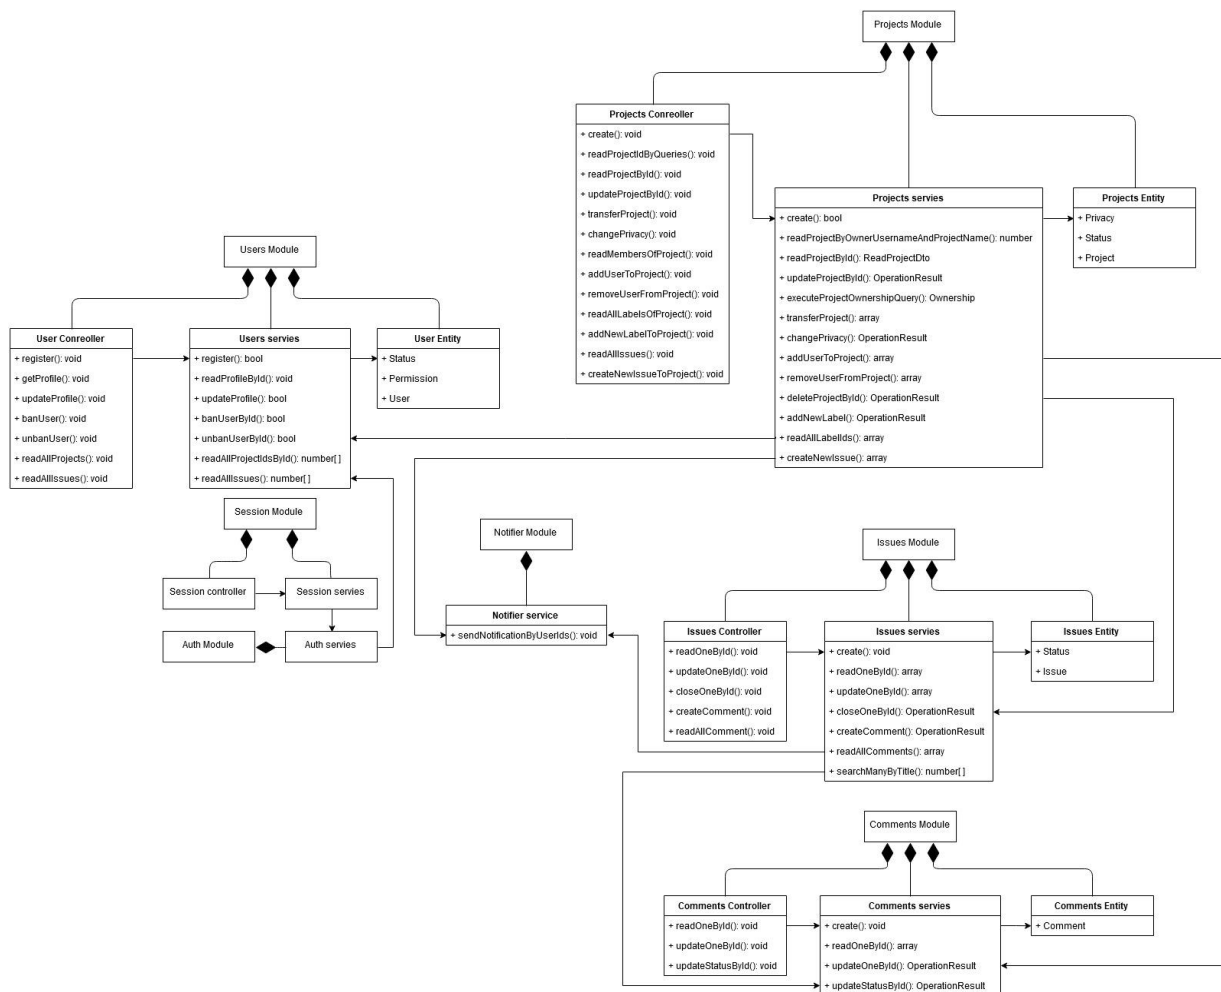 Projects Module
Projects Conreoller
+ create(): void
+ readProjectIdByQueries(): void
+ readProjectById(): void
+ updateProjectById(): void
+ transferProject(): void
+ changePrivacy(): void
+ readMembersOfProject(): void
+ addUserToProject(): void
+ removeUserFromProject(): void
+ readAllLabelsOfProject(): void
+ addNewLabelToProject(): void
+ readAllIssues(): void
+ createNewIssueToProject(): void
Projects servies
+ create(): bool
+ readProjectByOwnerUsernameAndProjectName(): number
+ readProjectById(): ReadProjectDto
+ updateProjectById(): OperationResult
+ executeProjectOwnershipQuery(): Ownership
+ transferProject(): array
+ changePrivacy(): OperationResult
+ addUserToProject(): array
+ removeUserFromProject(): array
+ deleteProjectById(): OperationResult
+ addNewLabel(): OperationResult
+ readAllLabelIds(): array
+ createNewIssue(): array
Projects Entity
+ Privacy
+ Status
+ Project
Users Module
User Conreoller
+ register(): void
+ getProfile(): void
+ updateProfile(): void
+ banUser(): void
+ unbanUser(): void
+ readAllProjects(): void
+ readAllIssues(): void
Users servies
+ register(): bool
+ readProfileById(): void
+ updateProfile(): bool
+ banUserById(): bool
+ unbanUserById(): bool
+ readAllProjectIdsById(): number[ ]
+ readAllIssues(): number[ ]
User Entity
+ Status
+ Permission
+ User
Session Module
Session controller
Session servies
Auth Module
Auth servies
Notifier Module
Notifier service
+ sendNotificationByUserIds(): void
Issues Module
Issues Controller
+ readOneById(): void
+ updateOneById(): void
+ closeOneById(): void
+ createComment(): void
+ readAllComment(): void
Issues servies
+ create(): void
+ readOneById(): array
+ updateOneById(): array
+ closeOneById(): OperationResult
+ createComment(): OperationResult
+ readAllComments(): array
+ searchManyByTitle(): number[ ]
Issues Entity
+ Status
+ Issue
Comments Module
Comments Controller
+ readOneById(): void
+ updateOneById(): void
+ updateStatusById(): void
Comments servies
+ create(): void
+ readOneById(): array
+ updateOneById(): OperationResult
+ updateStatusById(): OperationResult
Comments Entity
+ Comment